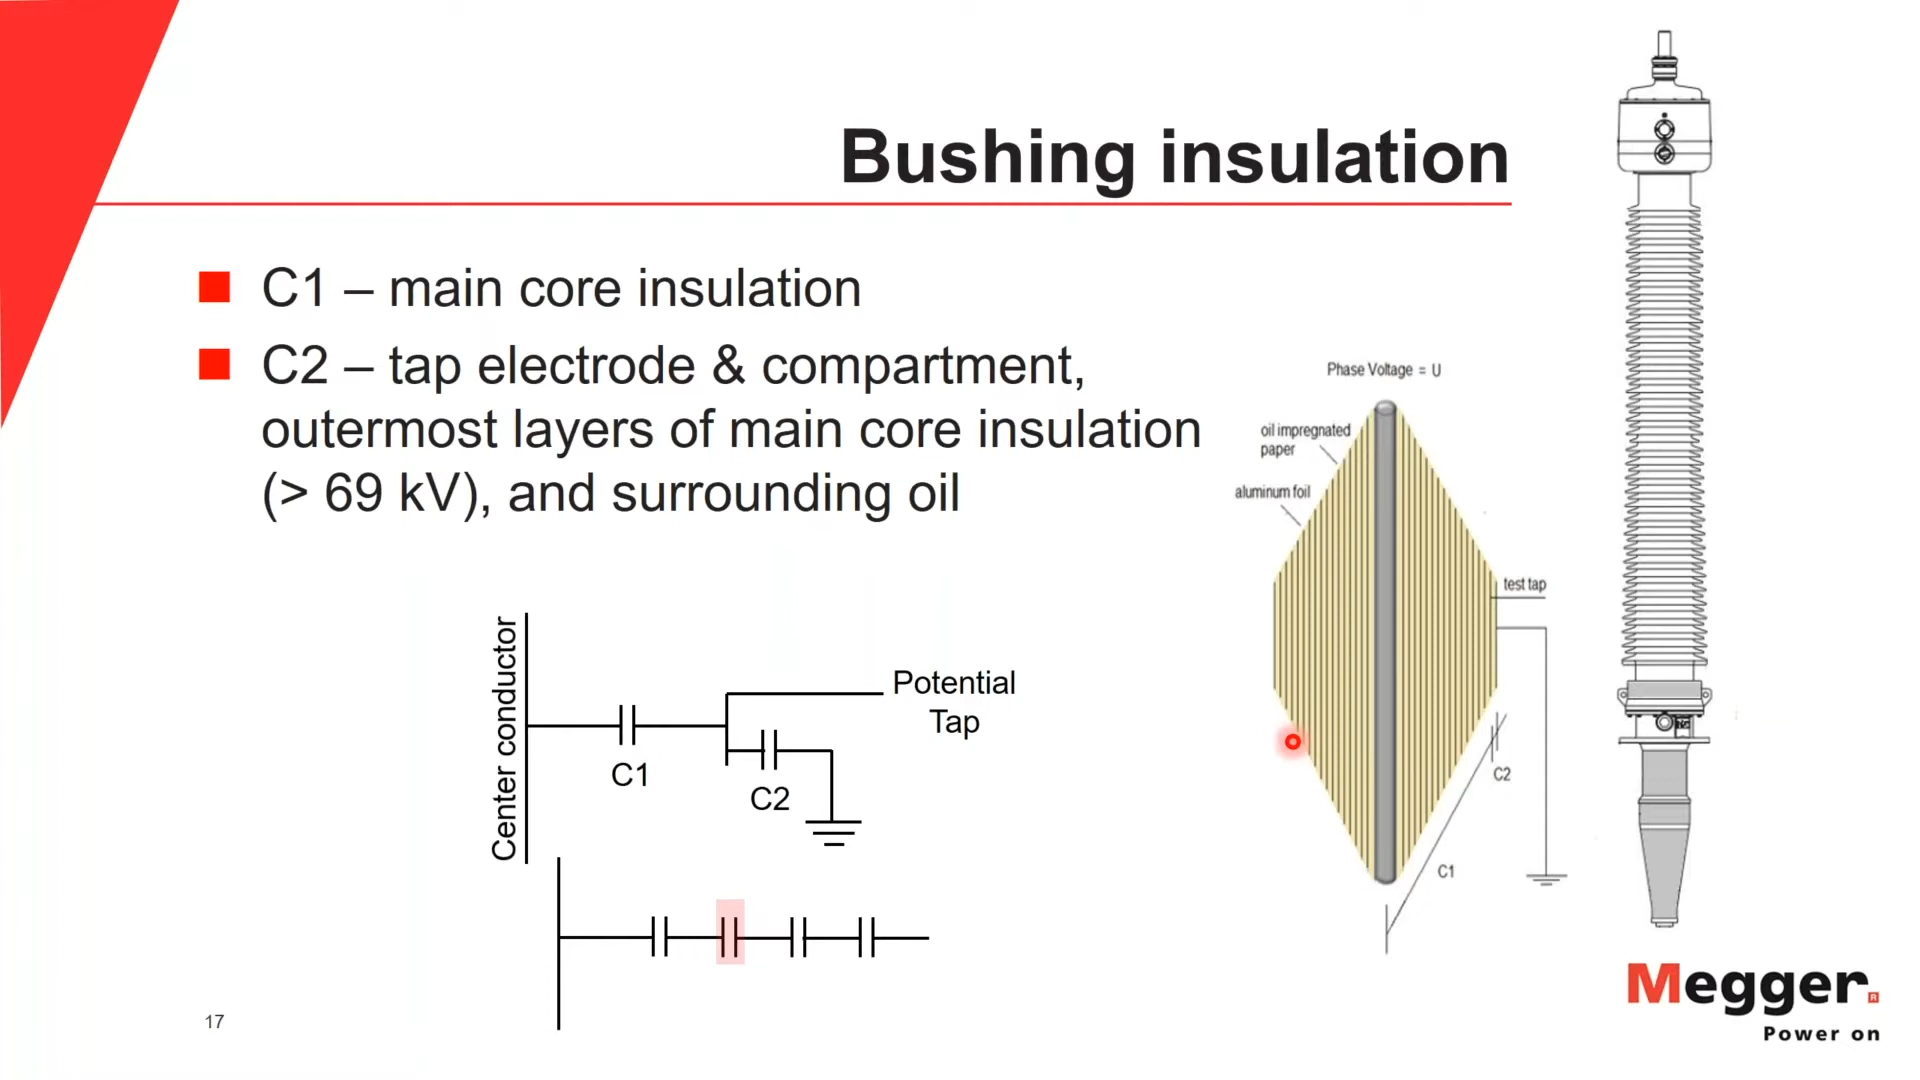 Bushing insulation
C1 – main core insulation
C2 – tap electrode & compartment,
outermost layers of main core insulation
(> 69 kV), and surrounding oil
Center conductor
C1
C2
Potential
Tap
Phase Voltage = U
oil impregnated
paper
aluminum foil
test tap
C2
C1
17
Megger®
Power on